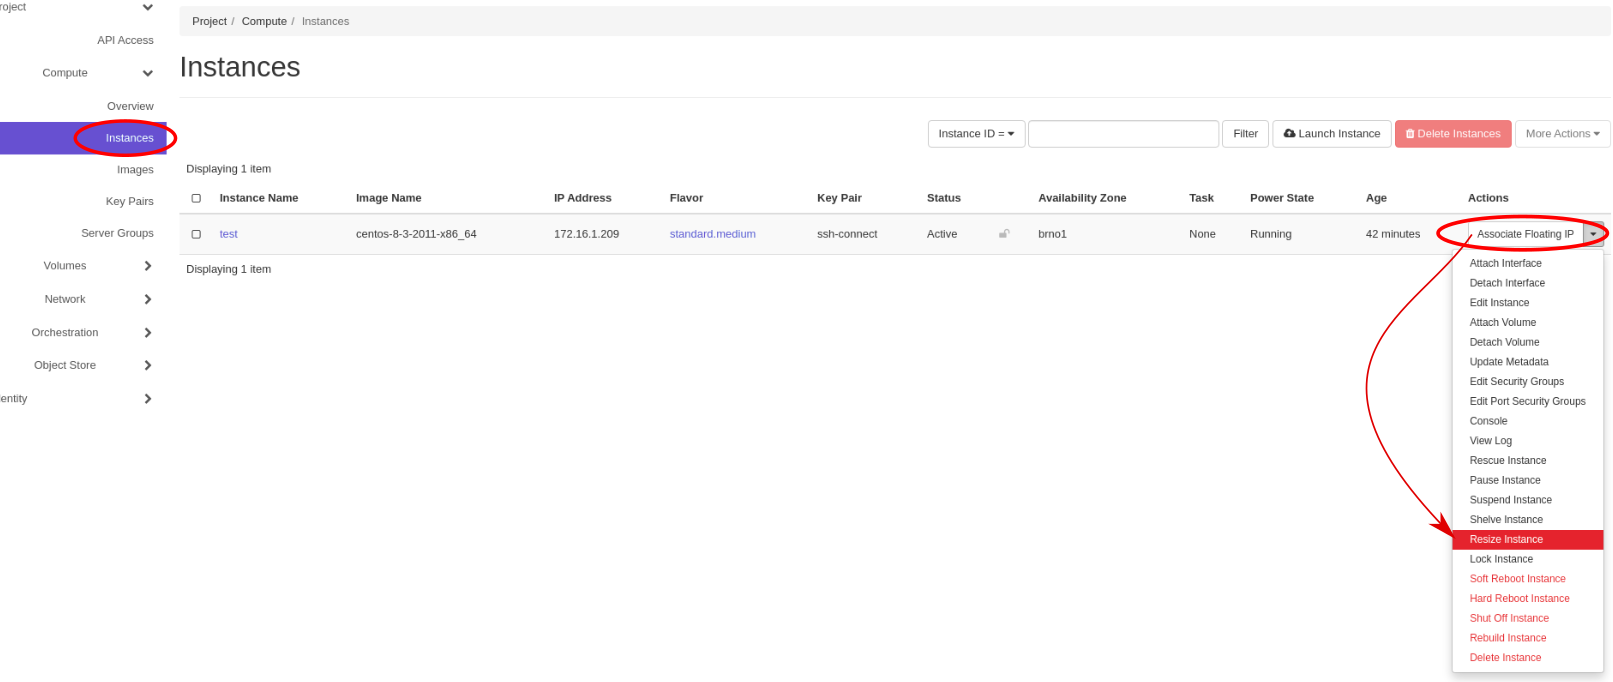 roject
API Access
Compute
Overview
Instances
Images
Key Pairs
Server Groups
Volumes
Network
Orchestration
Object Store
entity
Project / Compute / Instances
Instances
Instance ID = Filter Launch Instance Delete Instances More Actions
Displaying 1 item
Instance Name Image Name IP Address Flavor Key Pair Status Availability Zone Task Power State Age Actions
test centos-8-3-2011-x86_64 172.16.1.209 standard.medium ssh-connect Active brno1 None Running 42 minutes Associate Floating IP
Displaying 1 item
Attach Interface
Detach Interface
Edit Instance
Attach Volume
Detach Volume
Update Metadata
Edit Security Groups
Edit Port Security Groups
Console
View Log
Rescue Instance
Pause Instance
Suspend Instance
Shelve Instance
Resize Instance
Lock Instance
Soft Reboot Instance
Hard Reboot Instance
Shut Off Instance
Rebuild Instance
Delete Instance